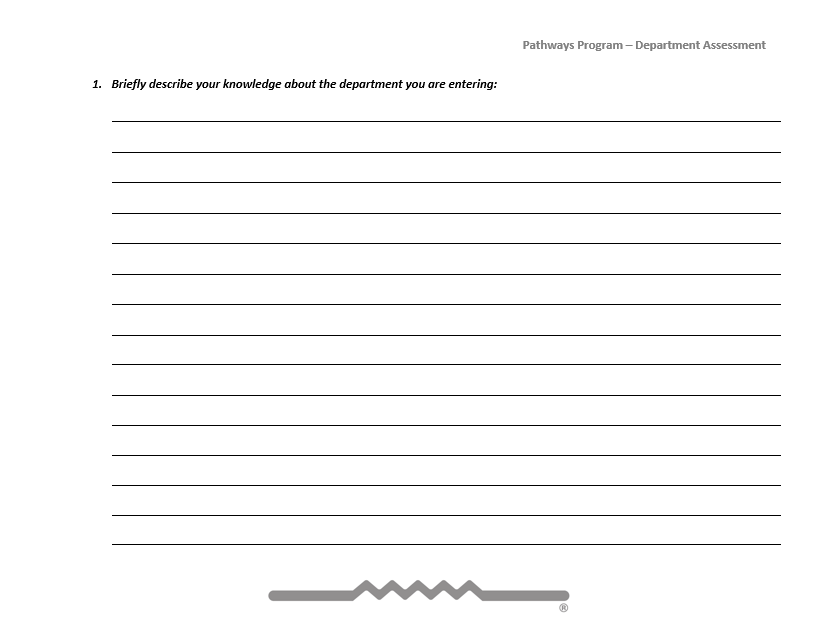 Pathways Program – Department Assessment
1. Briefly describe your knowledge about the department you are entering:
®